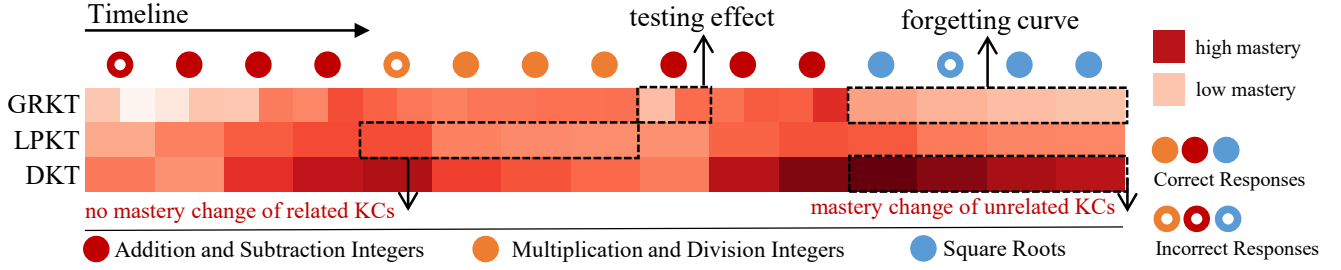 Timeline
testing effect
forgetting curve
high mastery
low mastery
GRKT
LPKT
DKT
Correct Responses
no mastery change of related KCs
mastery change of unrelated KCs
Addition and Subtraction Integers
Multiplication and Division Integers
Square Roots
Incorrect Responses